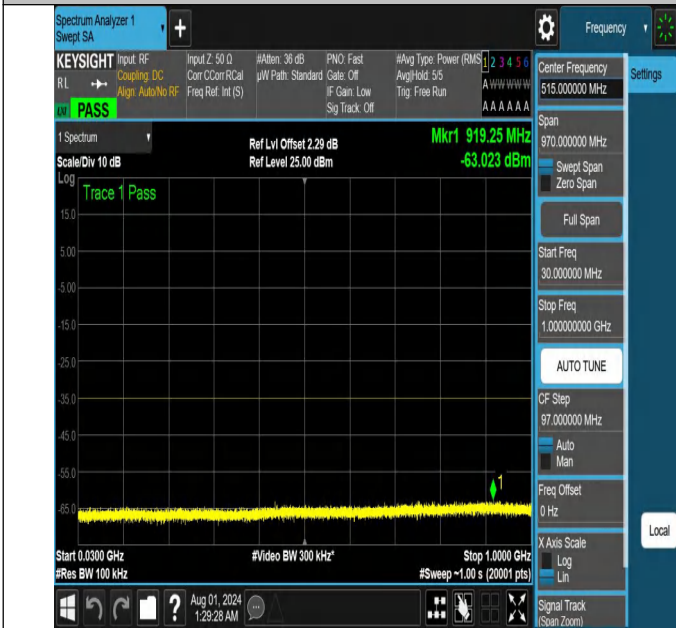 Spectrum Analyzer 1
Swept SA
+
Frequency
KEYSIGHT
RL
PASS
Input: RF
Coupling: DC
Align: Auto/No RF
Input Z: 50 Ω
Corr CCorr RCal
Freq Ref: Int (S)
#Atten: 36 dB
µW Path: Standard
PNO: Fast
Gate: Off
IF Gain: Low
Sig Track: Off
#Avg Type: Power (RMS
Avg|Hold: 5/5
Trig: Free Run
1 2 3 4 5 6
A W W W W W
A A A A A A
1 Spectrum
Scale/Div 10 dB
Log
Ref Lvl Offset 2.29 dB
Ref Level 25.00 dBm
Mkr1 919.25 MHz
-63.023 dBm
Trace 1 Pass
15.0
5.00
-5.00
-15.0
-25.0
-35.0
-45.0
-55.0
-65.0
1
Start 0.0300 GHz
#Res BW 100 kHz
#Video BW 300 kHz*
Stop 1.0000 GHz
#Sweep ~1.00 s (20001 pts)
Center Frequency
515.000000 MHz
Settings
Span
970.000000 MHz
Swept Span
Zero Span
Full Span
Start Freq
30.000000 MHz
Stop Freq
1.000000000 GHz
AUTO TUNE
CF Step
97.000000 MHz
Auto
Man
Freq Offset
0 Hz
X Axis Scale
Log
Lin
Local
Signal Track
(Span Zoom)
?
Aug 01, 2024
1:29:28 AM